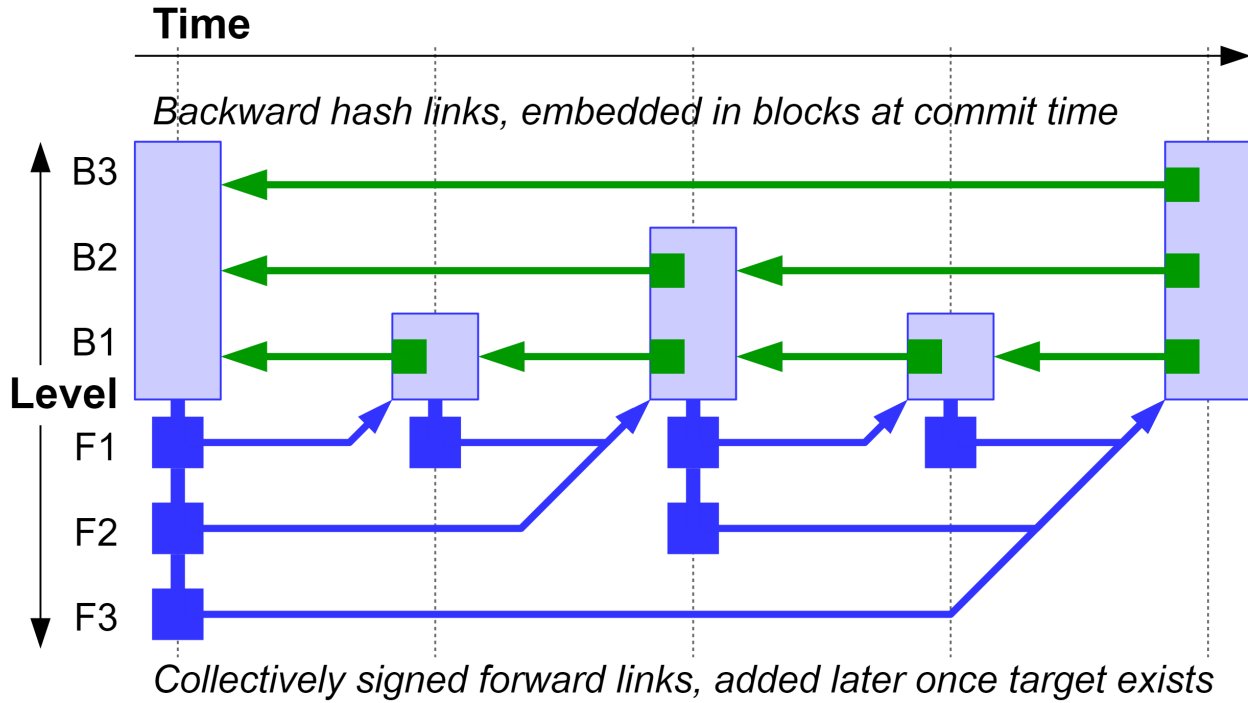 Time
Backward hash links, embedded in blocks at commit time
B3
B2
B1
Level
F1
F2
F3
Collectively signed forward links, added later once target exists